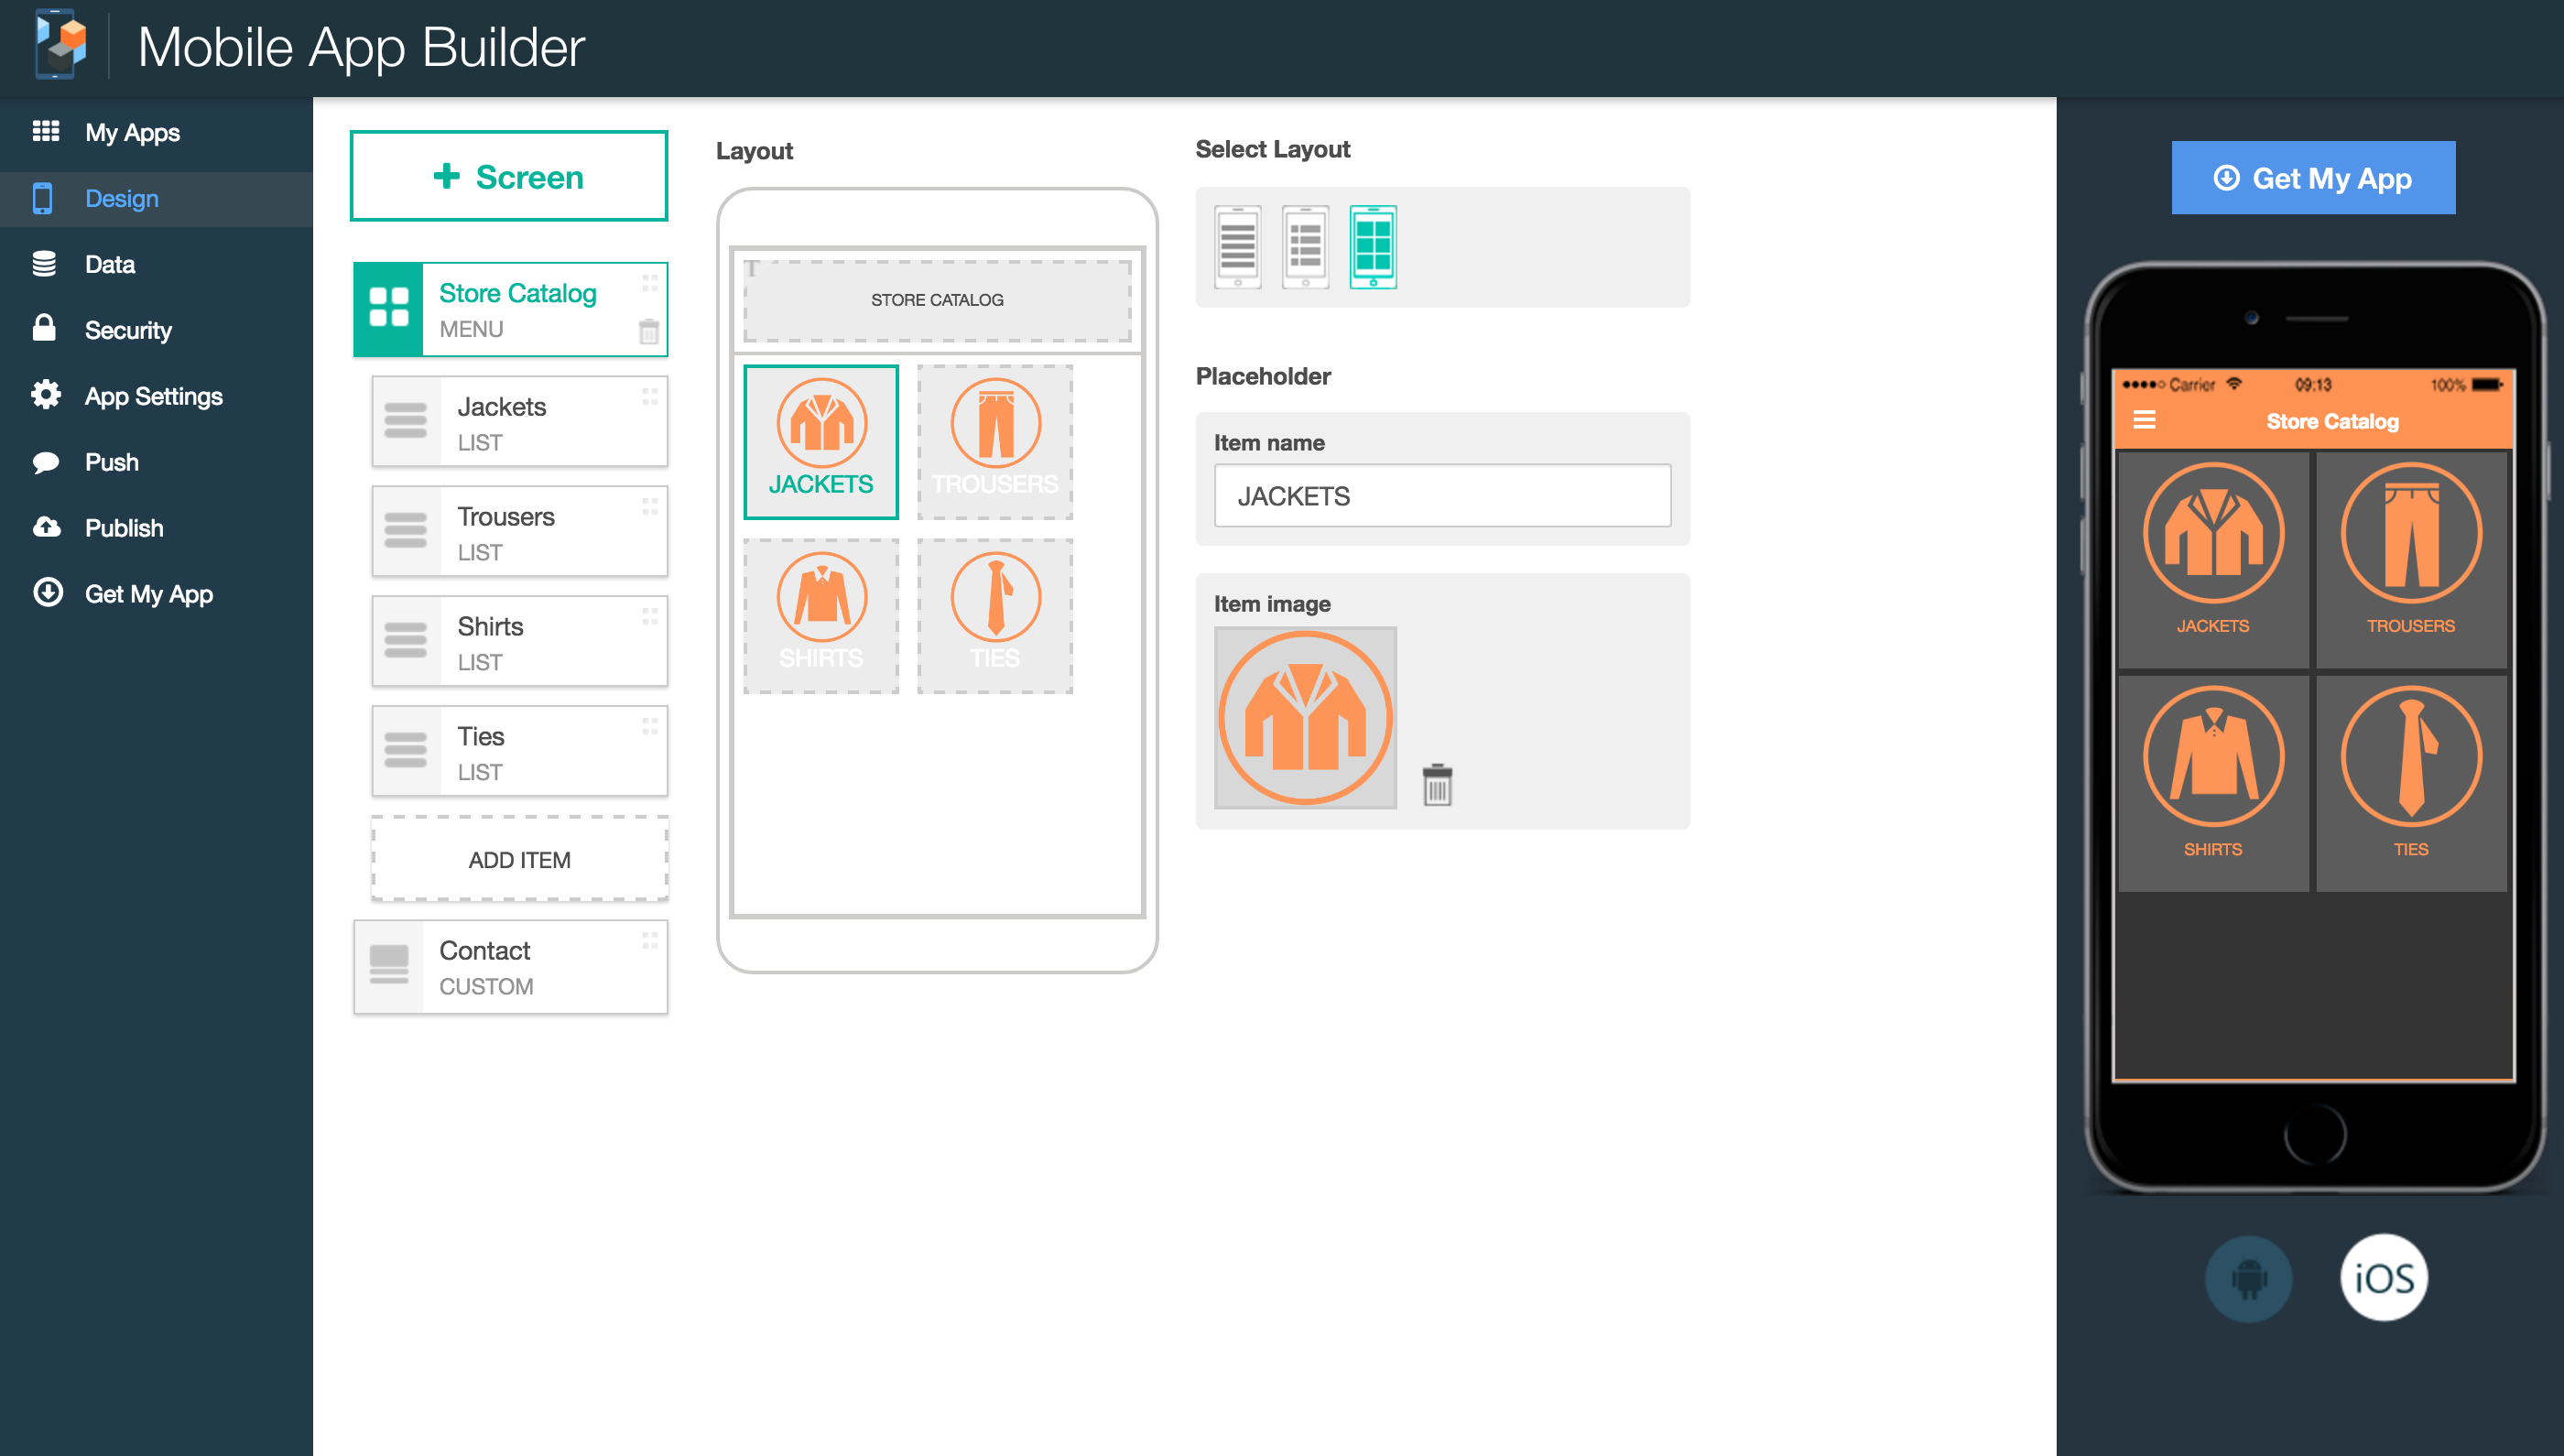 Mobile App Builder
My Apps
Design
Data
Security
App Settings
Push
Publish
Get My App
+ Screen
Store Catalog
MENU
Jackets
LIST
Trousers
LIST
Shirts
LIST
Ties
LIST
ADD ITEM
Contact
CUSTOM
Layout
T
STORE CATALOG
JACKETS
TROUSERS
SHIRTS
TIES
Select Layout
Placeholder
Item name
JACKETS
Item image
Get My App
Carrier 09:13 100%
Store Catalog
JACKETS
TROUSERS
SHIRTS
TIES
iOS